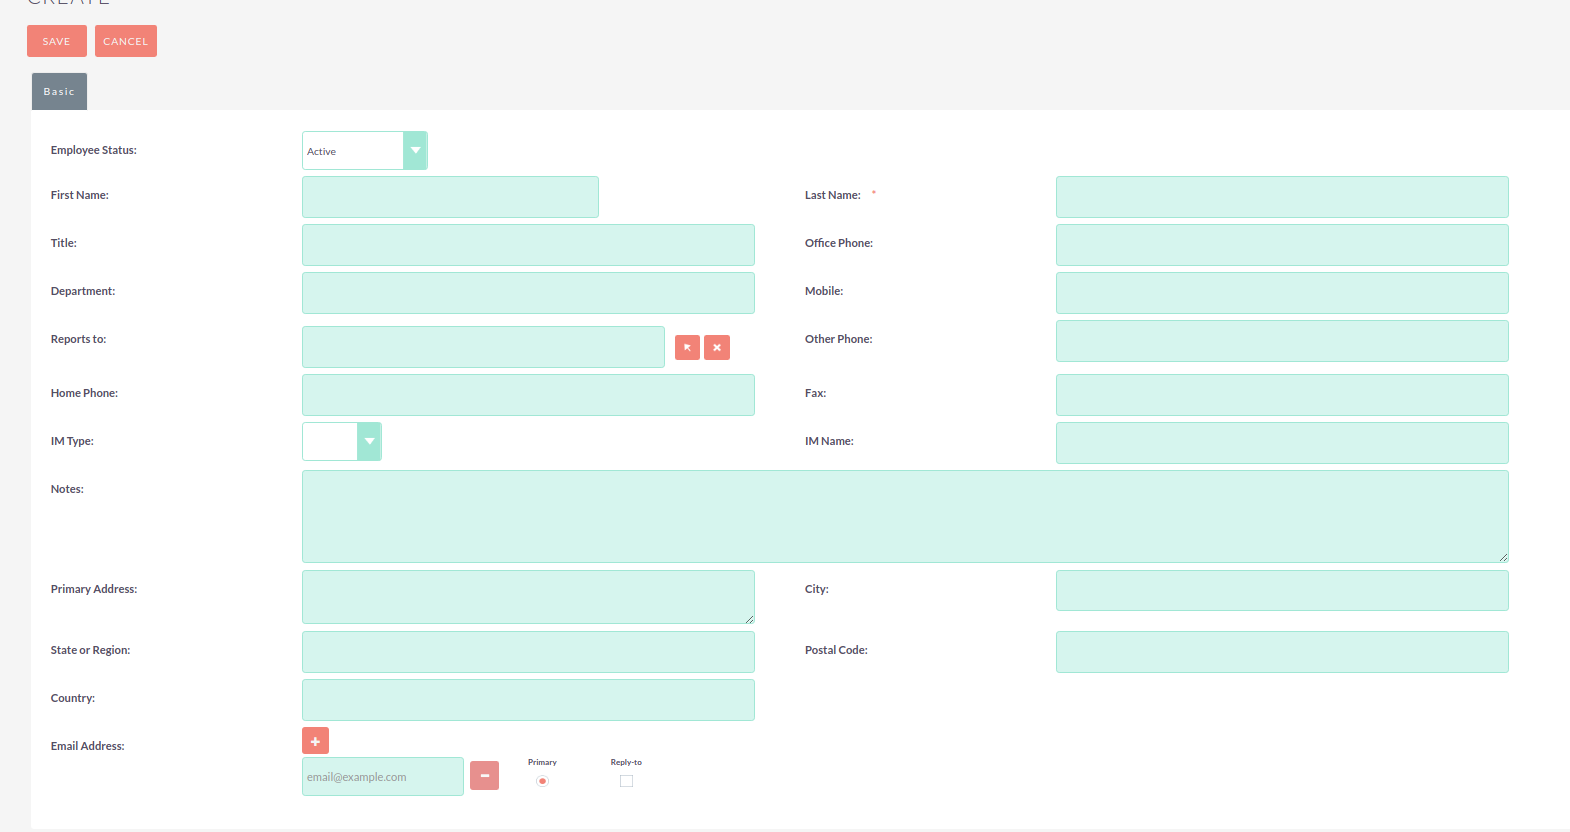 CREATE
SAVE CANCEL
Basic
Employee Status: Active
First Name: Last Name: *
Title: Office Phone:
Department: Mobile:
Reports to: Other Phone:
Home Phone: Fax:
IM Type: IM Name:
Notes:
Primary Address: City:
State or Region: Postal Code:
Country:
Email Address:
Primary Reply-to
email@example.com